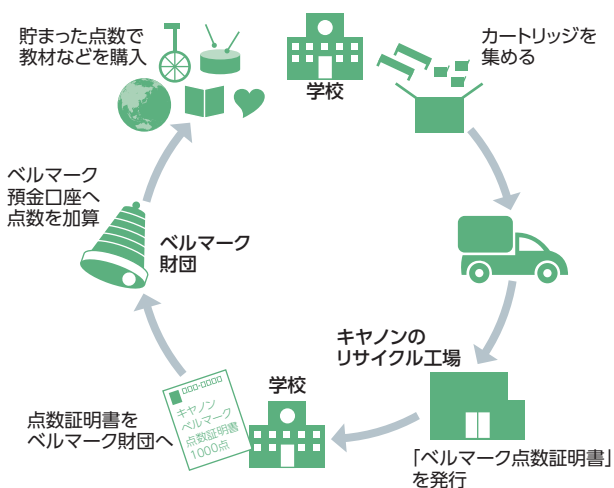 貯まった点数で
教材などを購入
学校
カートリッジを
集める
ベルマーク
預金口座へ
点数を加算
ベルマーク
財団
キヤノンの
リサイクル工場
点数証明書を
ベルマーク財団へ
□□□-□□□□
キヤノン
ベルマーク
点数証明書
1000点
学校
「ベルマーク点数証明書」
を発行